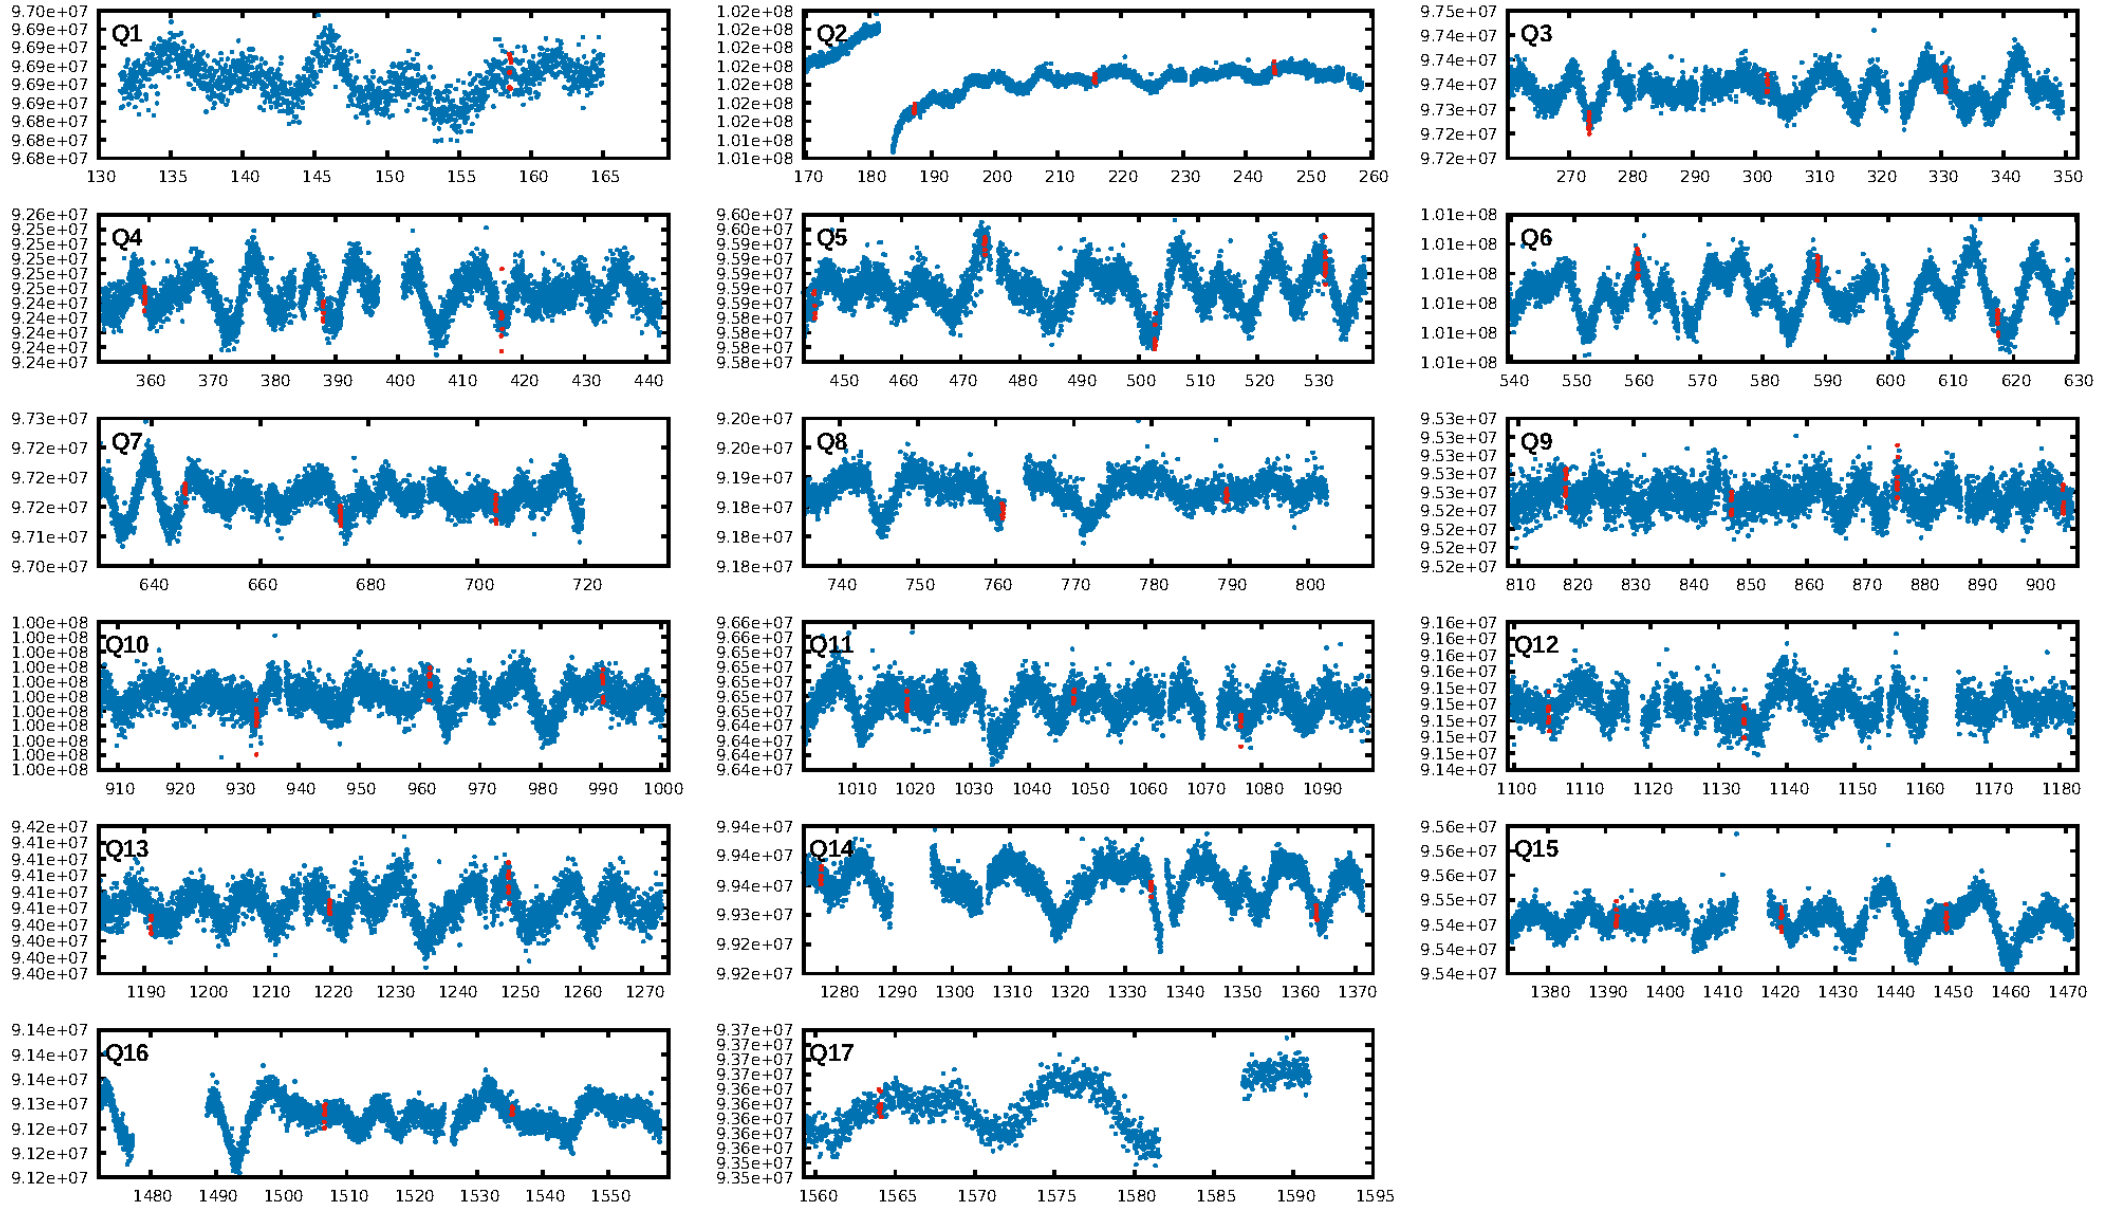 Q1
9.70e+07
9.69e+07
9.69e+07
9.69e+07
9.69e+07
9.69e+07
9.68e+07
9.68e+07
9.68e+07
130 135 140 145 150 155 160 165
Q2
1.02e+08
1.02e+08
1.02e+08
1.02e+08
1.02e+08
1.02e+08
1.02e+08
1.01e+08
1.01e+08
170 180 190 200 210 220 230 240 250 260
Q3
9.75e+07
9.74e+07
9.74e+07
9.74e+07
9.73e+07
9.72e+07
9.72e+07
270 280 290 300 310 320 330 340 350
Q4
9.26e+07
9.25e+07
9.25e+07
9.25e+07
9.25e+07
9.24e+07
9.24e+07
9.24e+07
9.24e+07
9.24e+07
360 370 380 390 400 410 420 430 440
Q5
9.60e+07
9.60e+07
9.59e+07
9.59e+07
9.59e+07
9.59e+07
9.58e+07
9.58e+07
9.58e+07
9.58e+07
450 460 470 480 490 500 510 520 530
Q6
1.01e+08
1.01e+08
1.01e+08
1.01e+08
1.01e+08
1.01e+08
540 550 560 570 580 590 600 610 620 630
Q7
9.73e+07
9.72e+07
9.72e+07
9.72e+07
9.71e+07
9.70e+07
640 660 680 700 720
Q8
9.20e+07
9.20e+07
9.19e+07
9.18e+07
9.18e+07
9.18e+07
740 750 760 770 780 790 800
Q9
9.53e+07
9.53e+07
9.53e+07
9.53e+07
9.53e+07
9.52e+07
9.52e+07
9.52e+07
9.52e+07
810 820 830 840 850 860 870 880 890 900
Q10
1.00e+08
1.00e+08
1.00e+08
1.00e+08
1.00e+08
1.00e+08
1.00e+08
1.00e+08
1.00e+08
1.00e+08
1.00e+08
910 920 930 940 950 960 970 980 990 1000
Q11
9.66e+07
9.66e+07
9.65e+07
9.65e+07
9.65e+07
9.65e+07
9.64e+07
9.64e+07
9.64e+07
9.64e+07
9.64e+07
1010 1020 1030 1040 1050 1060 1070 1080 1090
Q12
9.16e+07
9.16e+07
9.16e+07
9.16e+07
9.15e+07
9.15e+07
9.15e+07
9.15e+07
9.14e+07
1100 1110 1120 1130 1140 1150 1160 1170 1180
Q13
9.42e+07
9.41e+07
9.41e+07
9.41e+07
9.41e+07
9.41e+07
9.40e+07
9.40e+07
9.40e+07
9.40e+07
1190 1200 1210 1220 1230 1240 1250 1260 1270
Q14
9.94e+07
9.94e+07
9.94e+07
9.93e+07
9.92e+07
9.92e+07
1280 1290 1300 1310 1320 1330 1340 1350 1360 1370
Q15
9.56e+07
9.56e+07
9.56e+07
9.55e+07
9.54e+07
9.54e+07
9.54e+07
1380 1390 1400 1410 1420 1430 1440 1450 1460 1470
Q16
9.14e+07
9.14e+07
9.14e+07
9.13e+07
9.12e+07
9.12e+07
9.12e+07
1480 1490 1500 1510 1520 1530 1540 1550
Q17
9.37e+07
9.37e+07
9.37e+07
9.37e+07
9.36e+07
9.36e+07
9.36e+07
9.36e+07
9.36e+07
9.35e+07
9.35e+07
1560 1565 1570 1575 1580 1585 1590 1595